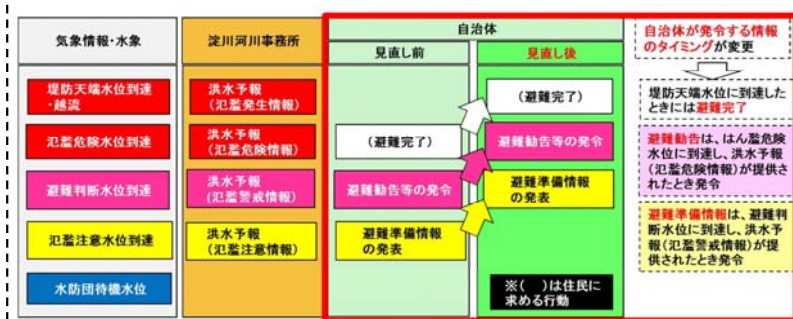 気象情報・水象
堤防天端水位到達
・越流
氾濫危険水位到達
避難判断水位到達
氾濫注意水位到達
水防団待機水位
淀川河川事務所
洪水予報
（氾濫発生情報）
洪水予報
（氾濫危険情報）
洪水予報
（氾濫警戒情報）
洪水予報
（氾濫注意情報）
自治体
見直し前
（避難完了）
避難勧告等の発令
避難準備情報
の発表
見直し後
（避難完了）
避難勧告等の発令
避難準備情報
の発表
※（　）は住民に
求める行動
自治体が発令する情報
のタイミングが変更
堤防天端水位に到達した
ときには避難完了
避難勧告は、はん濫危険
水位に到達し、洪水予報
（氾濫危険情報）が提供さ
れたとき発令
避難準備情報は、避難判
断水位に到達し、洪水予
報（氾濫警戒情報）が提
供されたとき発令